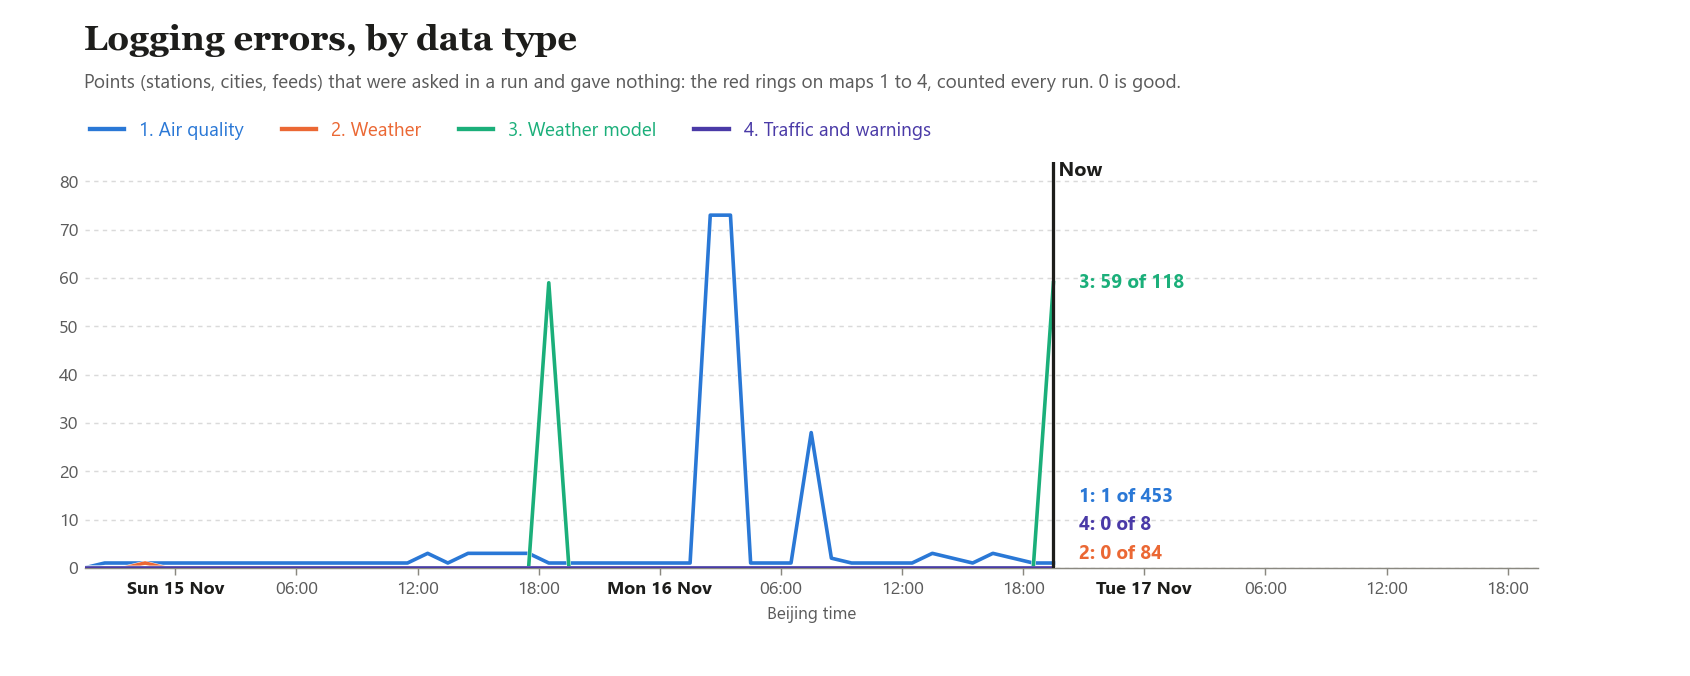 Logging errors, by data type
Points (stations, cities, feeds) that were asked in a run and gave nothing: the red rings on maps 1 to 4, counted every run. 0 is good.
1. Air quality 2. Weather 3. Weather model 4. Traffic and warnings
Now
80
70
60
50
40
30
20
10
0
3: 59 of 118
1: 1 of 453
4: 0 of 8
2: 0 of 84
Sun 15 Nov 06:00 12:00 18:00 Mon 16 Nov 06:00 12:00 18:00 Tue 17 Nov 06:00 12:00 18:00
Beijing time